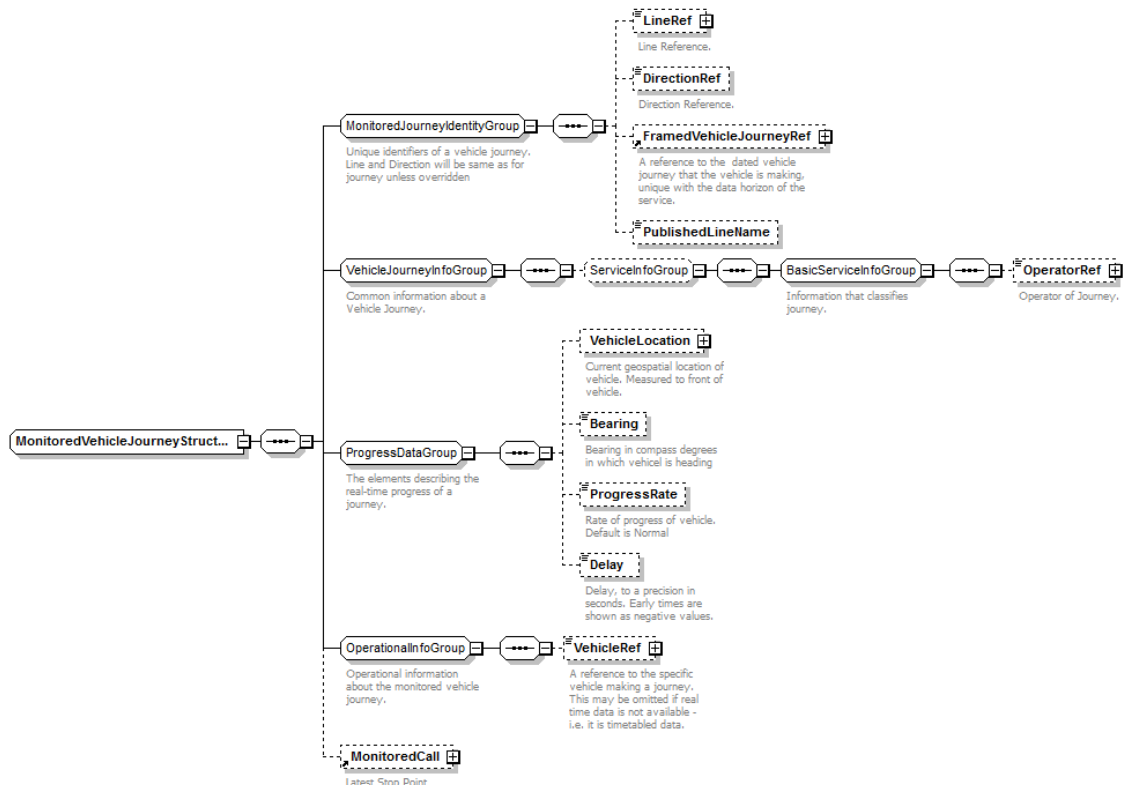 LineRef
Line Reference.
DirectionRef
Direction Reference.
MonitoredJourneyIdentityGroup
Unique identifiers of a vehicle journey.
Line and Direction will be same as for
journey unless overridden
FramedVehicleJourneyRef
A reference to the dated vehicle
journey that the vehicle is making,
unique with the data horizon of the
service.
PublishedLineName
VehicleJourneyInfoGroup
Common information about a
Vehicle Journey.
ServiceInfoGroup
BasicServiceInfoGroup
Information that classifies
journey.
OperatorRef
Operator of Journey.
VehicleLocation
Current geospatial location of
vehicle. Measured to front of
vehicle.
Bearing
Bearing in compass degrees
in which vehicel is heading
MonitoredVehicleJourneyStruct...
ProgressDataGroup
The elements describing the
real-time progress of a
journey.
ProgressRate
Rate of progress of vehicle.
Default is Normal
Delay
Delay, to a precision in
seconds. Early times are
shown as negative values.
OperationalInfoGroup
Operational information
about the monitored vehicle
journey.
VehicleRef
A reference to the specific
vehicle making a journey.
This may be omitted if real
time data is not available -
i.e. it is timetabled data.
MonitoredCall
Latest Stop Point